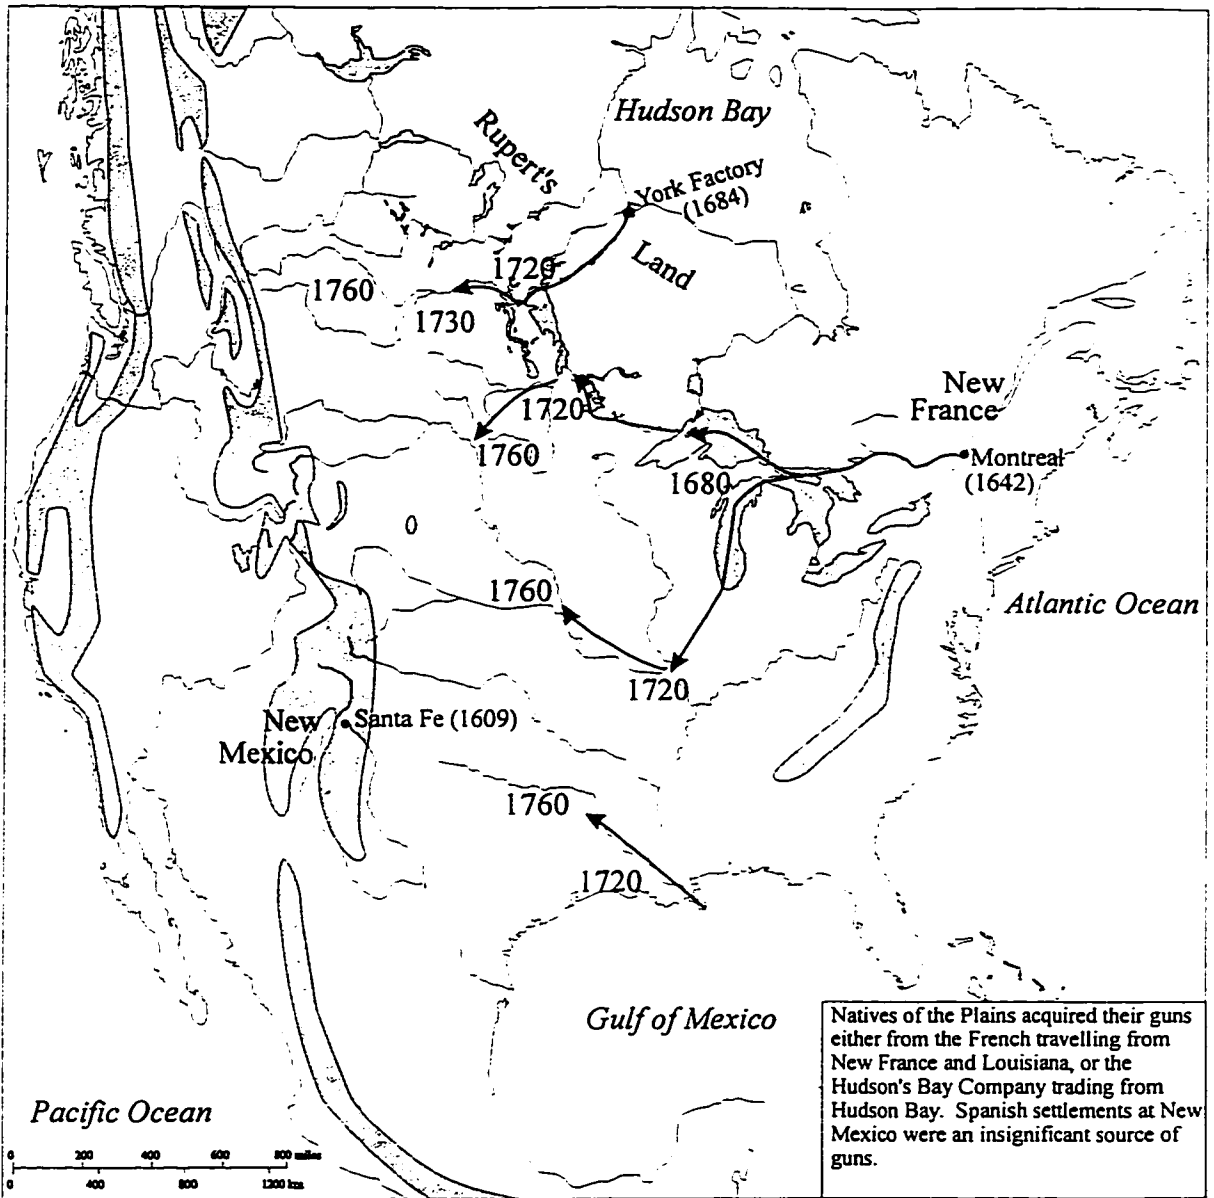 Hudson Bay
Rupert's
York Factory
(1684)
Land
1720
1760
1730
New
France
1720
1760
Montreal
(1642)
1680
1760
Atlantic Ocean
1720
New
Mexico
Santa Fe (1609)
1760
1720
Gulf of Mexico
Natives of the Plains acquired their guns
either from the French travelling from
New France and Louisiana, or the
Hudson's Bay Company trading from
Hudson Bay. Spanish settlements at New
Mexico were an insignificant source of
guns.
Pacific Ocean
0 200 400 600 800 miles
0 400 800 1200 kms